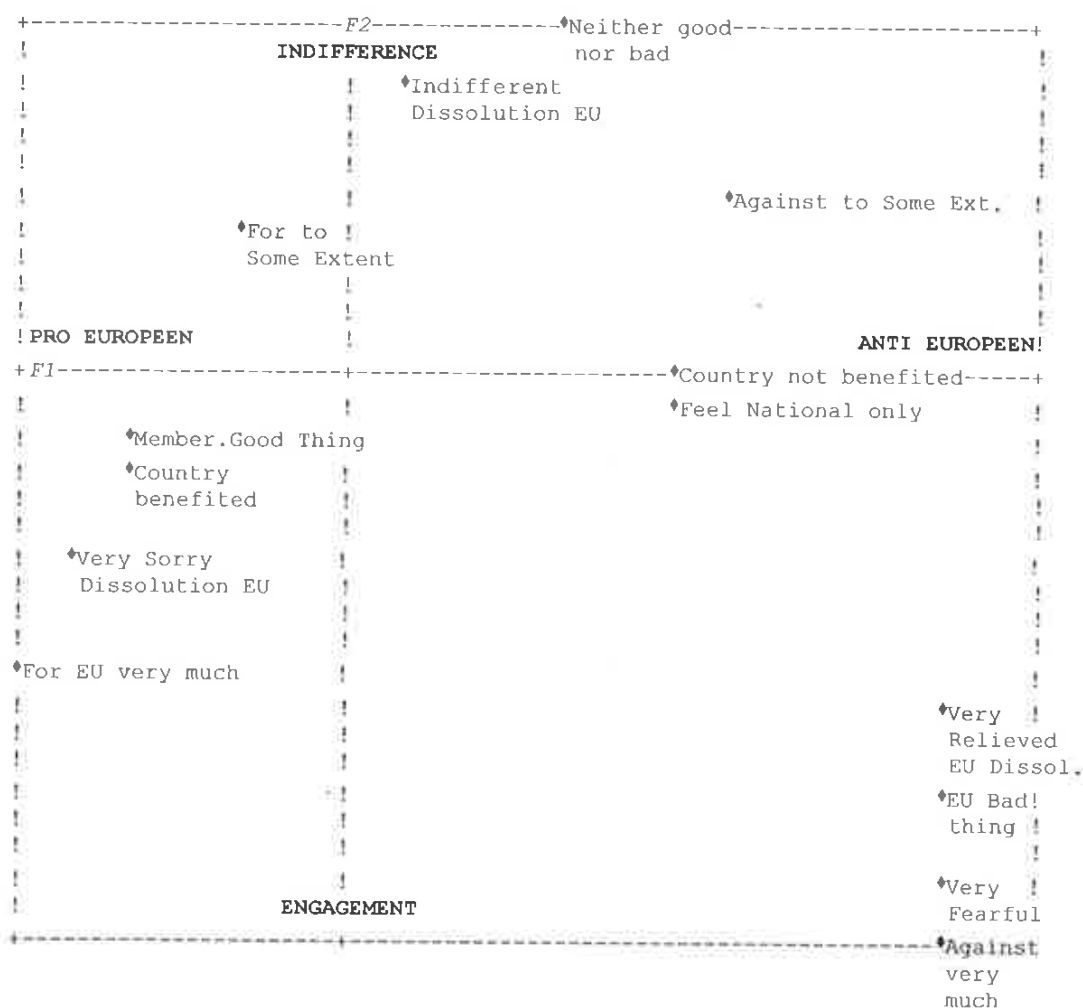 F2
Neither good
nor bad
INDIFFERENCE
Indifferent
Dissolution EU
Against to Some Ext.
For to
Some Extent
PRO EUROPEEN
ANTI EUROPEEN
F1
Country not benefited
Feel National only
Member.Good Thing
Country
benefited
Very Sorry
Dissolution EU
For EU very much
Very
Relieved
EU Dissol.
EU Bad
thing
Very
Fearful
ENGAGEMENT
Against
very
much